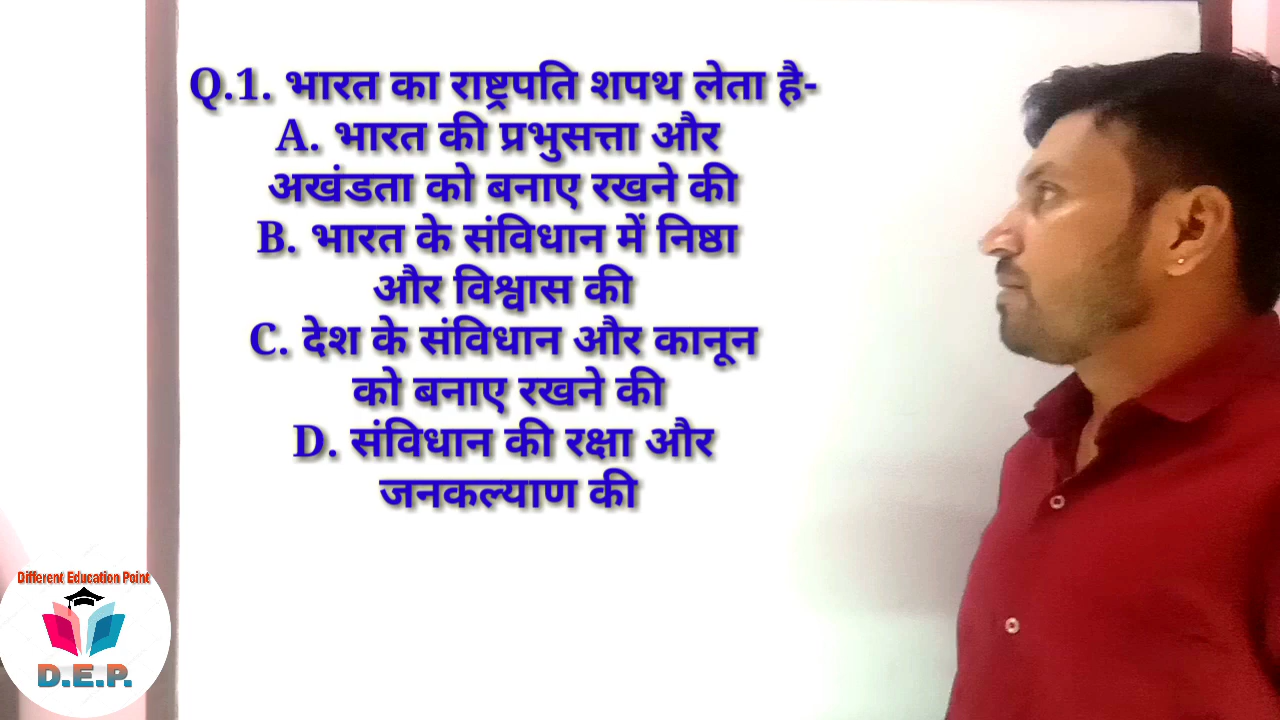 Q.1. भारत का राष्ट्रपति शपथ लेता है-
A. भारत की प्रभुसत्ता और
अखंडता को बनाए रखने की
B. भारत के संविधान में निष्ठा
और विश्वास की
C. देश के संविधान और कानून
को बनाए रखने की
D. संविधान की रक्षा और
जनकल्याण की
Different Education Point
D.E.P.